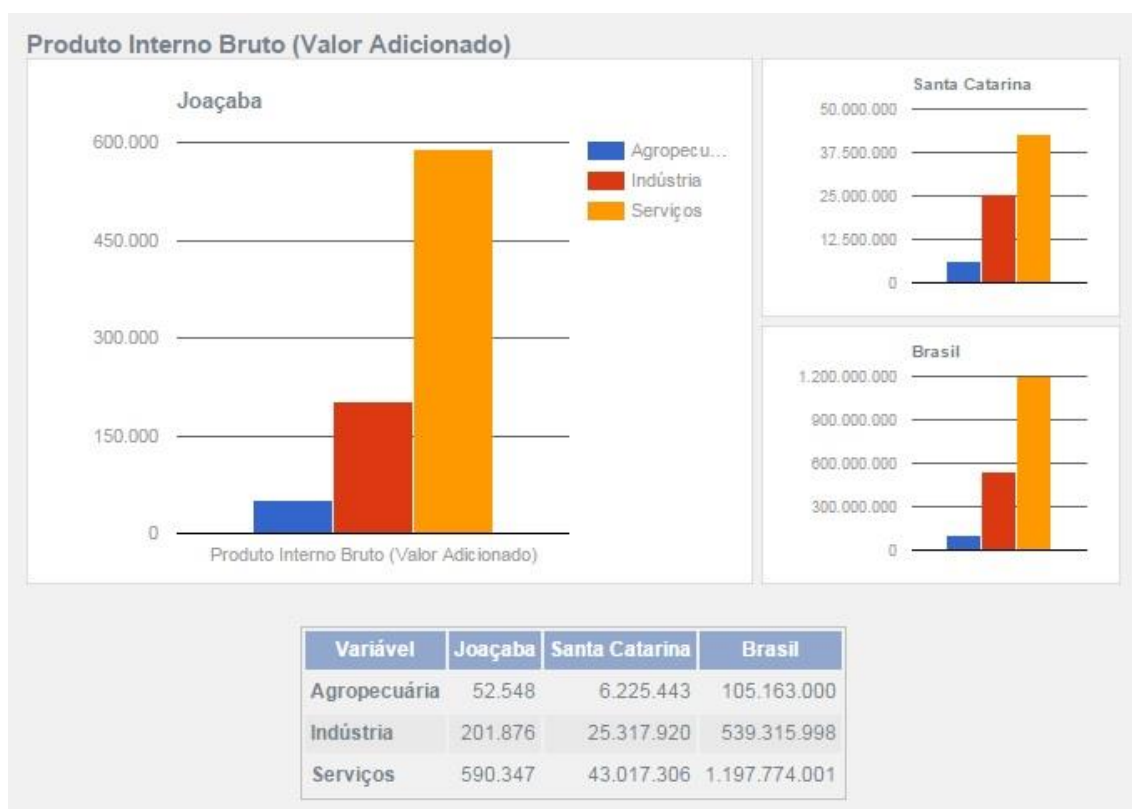 Produto Interno Bruto (Valor Adicionado)
Joaçaba
600.000
450.000
300.000
150.000
0
Produto Interno Bruto (Valor Adicionado)
Agropecu...
Indústria
Serviços
Santa Catarina
50.000.000
37.500.000
25.000.000
12.500.000
0
Brasil
1.200.000.000
900.000.000
600.000.000
300.000.000
0
Variável Joaçaba Santa Catarina Brasil
Agropecuária 52.548 6.225.443 105.163.000
Indústria 201.876 25.317.920 539.315.998
Serviços 590.347 43.017.306 1.197.774.001